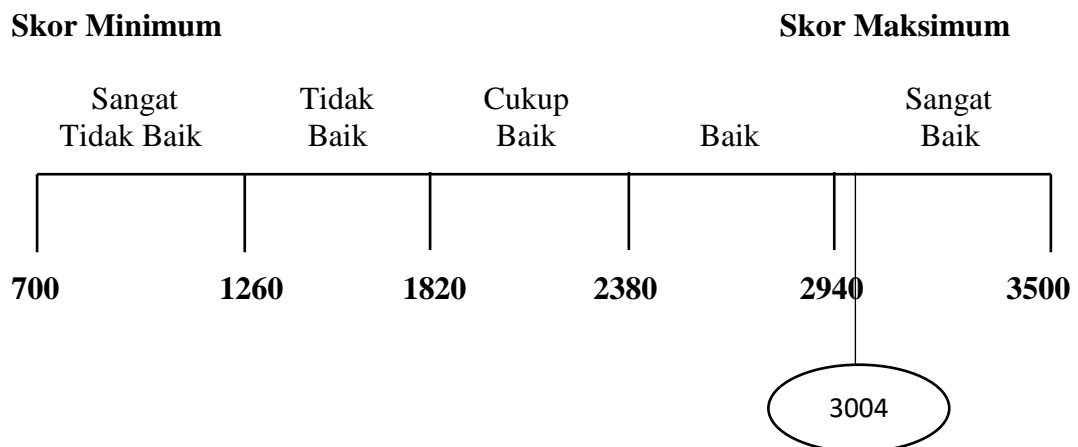 Skor Minimum Skor Maksimum
Sangat Tidak Cukup Sangat
Tidak Baik Baik Baik Baik Baik
700 1260 1820 2380 2940 3500
3004